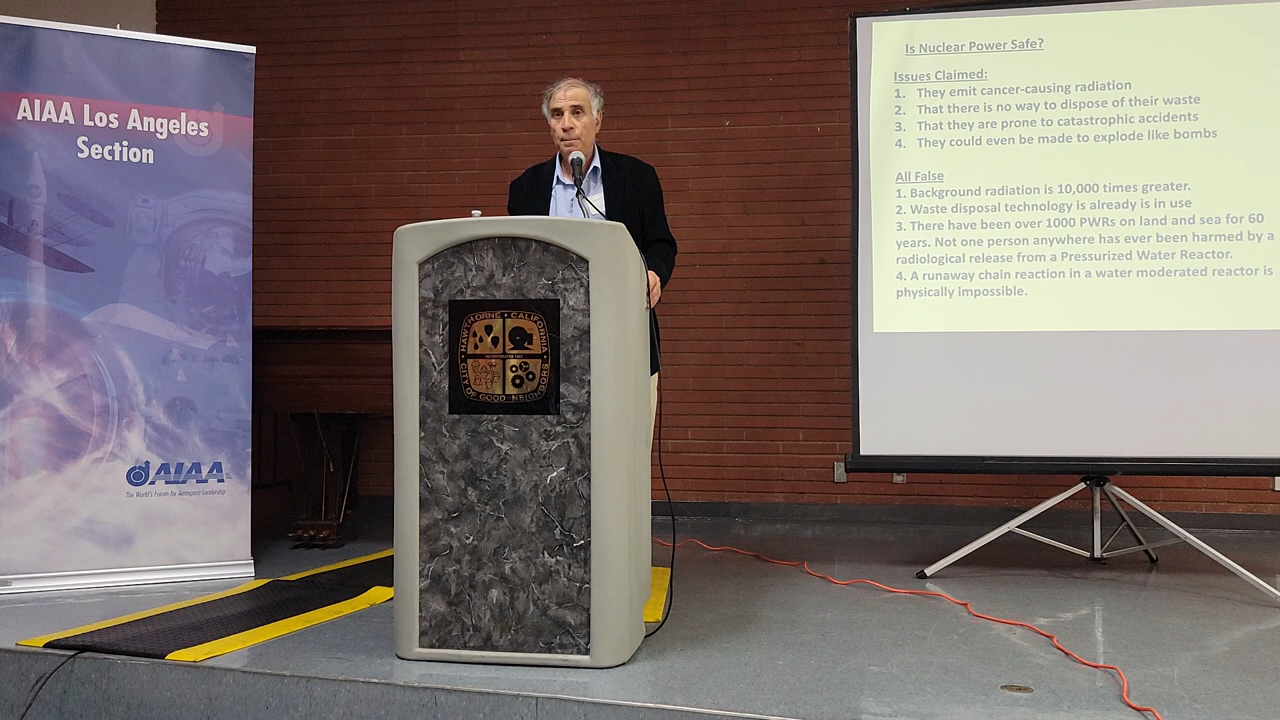 AIAA Los Angeles
Section
AIAA
The World's Forum for Aerospace Leadership
HAWTHORNE • CALIFORNIA
CITY OF GOOD NEIGHBORS
Is Nuclear Power Safe?
Issues Claimed:
1. They emit cancer-causing radiation
2. That there is no way to dispose of their waste
3. That they are prone to catastrophic accidents
4. They could even be made to explode like bombs
All False
1. Background radiation is 10,000 times greater.
2. Waste disposal technology is already is in use
3. There have been over 1000 PWRs on land and sea for 60
years. Not one person anywhere has ever been harmed by a
radiological release from a Pressurized Water Reactor.
4. A runaway chain reaction in a water moderated reactor is
physically impossible.